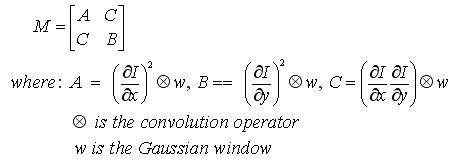 M = [A C
C B]
where: A = (∂I/∂x)² ⊗ w, B == (∂I/∂y)² ⊗ w, C = (∂I/∂x ∂I/∂y) ⊗ w
⊗ is the convolution operator
w is the Gaussian window